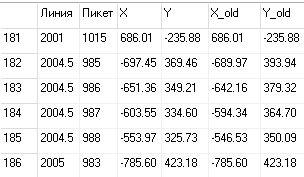 Линия Пикет X Y X_old Y_old
181 2001 1015 686.01 -235.88 686.01 -235.88
182 2004.5 985 -697.45 369.46 -689.97 393.94
183 2004.5 986 -651.36 349.21 -642.16 379.32
184 2004.5 987 -603.55 334.60 -594.34 364.70
185 2004.5 988 -553.97 325.73 -546.53 350.09
186 2005 983 -785.60 423.18 -785.60 423.18